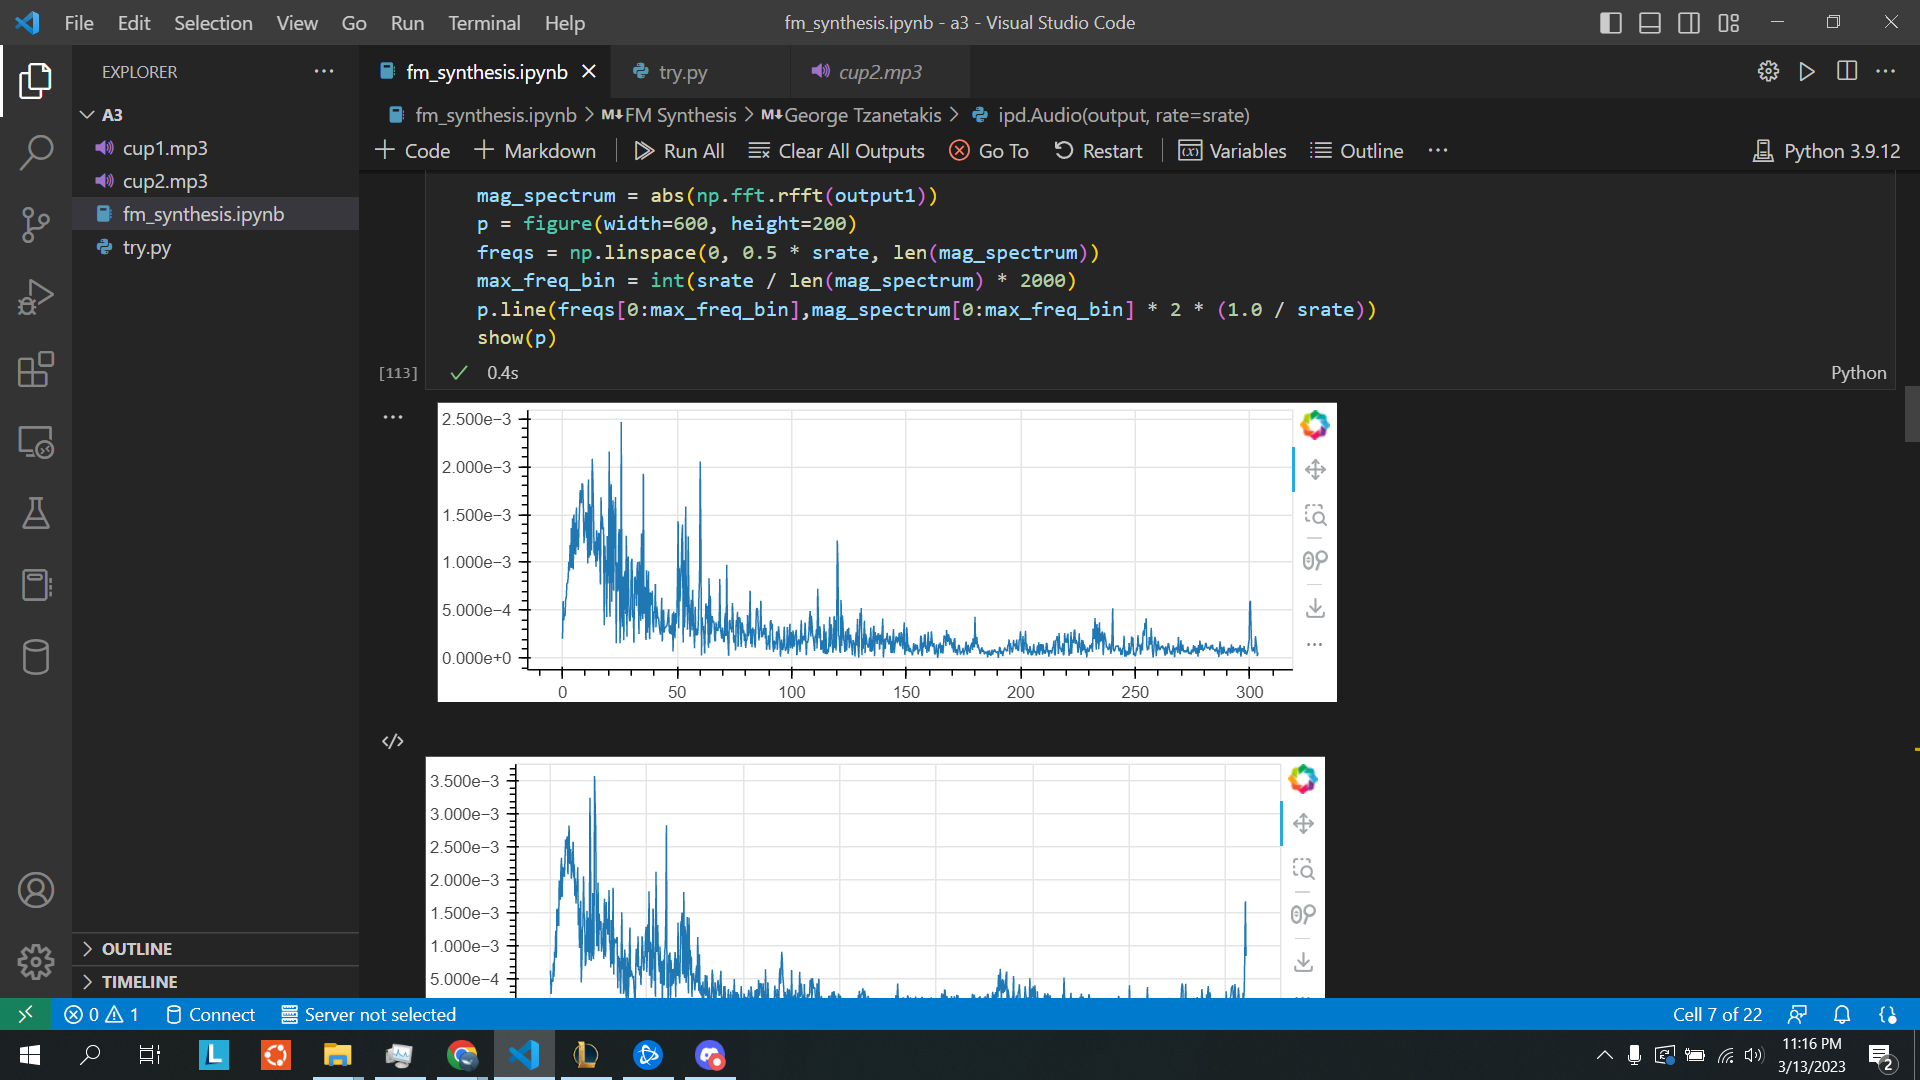 File Edit Selection View Go Run Terminal Help fm_synthesis.ipynb - a3 - Visual Studio Code
EXPLORER
A3
cup1.mp3
cup2.mp3
fm_synthesis.ipynb
try.py
OUTLINE
TIMELINE
fm_synthesis.ipynb try.py cup2.mp3
fm_synthesis.ipynb > M↓FM Synthesis > M↓George Tzanetakis > ipd.Audio(output, rate=srate)
Code Markdown Run All Clear All Outputs Go To Restart Variables Outline ··· Python 3.9.12
mag_spectrum = abs(np.fft.rfft(output1))
p = figure(width=600, height=200)
freqs = np.linspace(0, 0.5 * srate, len(mag_spectrum))
max_freq_bin = int(srate / len(mag_spectrum) * 2000)
p.line(freqs[0:max_freq_bin],mag_spectrum[0:max_freq_bin] * 2 * (1.0 / srate))
show(p)
[113] 0.4s Python
2.500e−3
2.000e−3
1.500e−3
1.000e−3
5.000e−4
0.000e+0
0 50 100 150 200 250 300
3.500e−3
3.000e−3
2.500e−3
2.000e−3
1.500e−3
1.000e−3
5.000e−4
0 1 Connect Server not selected Cell 7 of 22
L
11:16 PM
3/13/2023
2